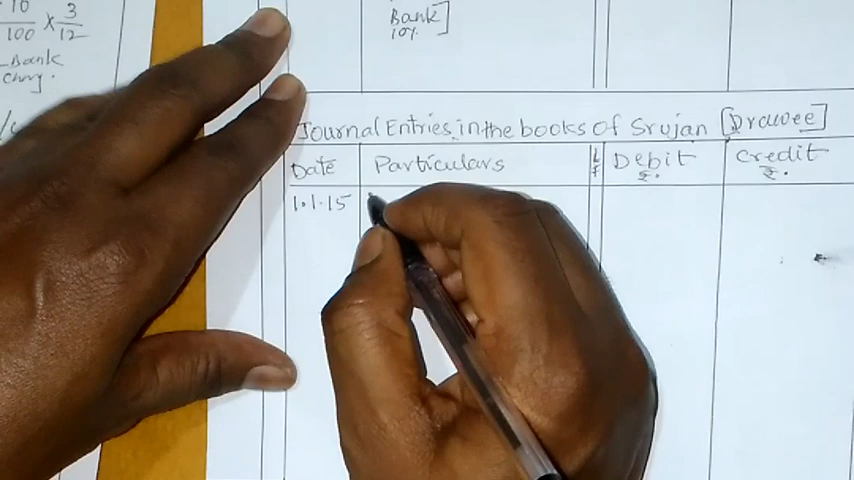 10
100 × 3
12
Bank
Bank]
10%
Journal Entries in the books of Srujan [Drawee]
Date Particulars L F Debit ₹. Credit ₹.
1.1.15